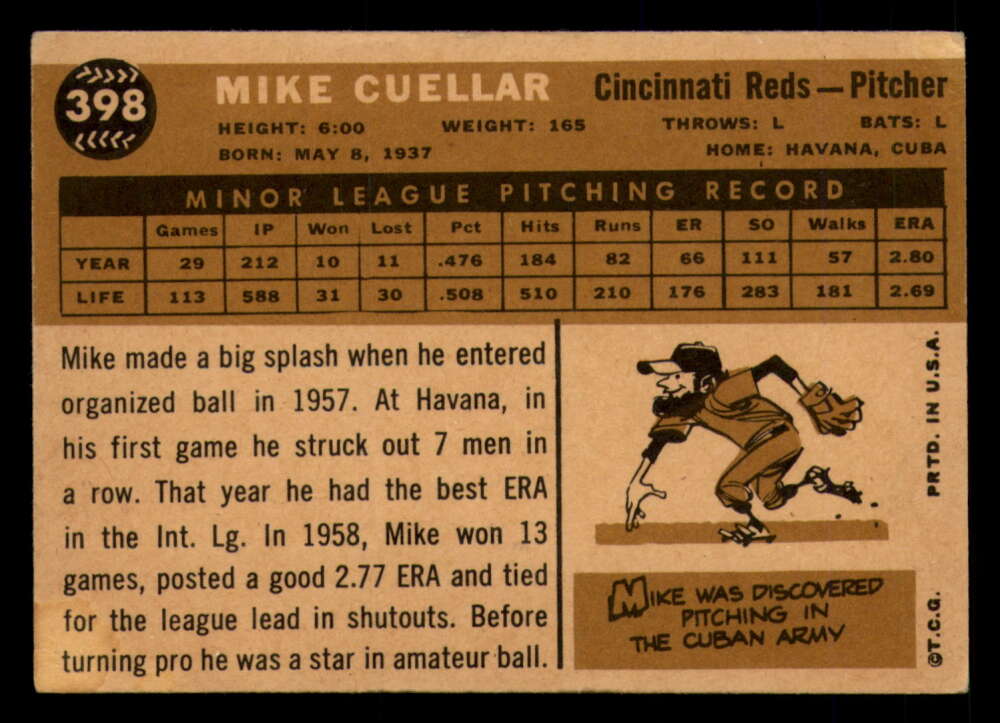 398
MIKE CUELLAR
Cincinnati Reds—Pitcher
HEIGHT: 6:00 WEIGHT: 165 THROWS: L BATS: L
BORN: MAY 8, 1937 HOME: HAVANA, CUBA
MINOR LEAGUE PITCHING RECORD
Games IP Won Lost Pct Hits Runs ER SO Walks ERA
YEAR 29 212 10 11 .476 184 82 66 111 57 2.80
LIFE 113 588 31 30 .508 510 210 176 283 181 2.69
Mike made a big splash when he entered
organized ball in 1957. At Havana, in
his first game he struck out 7 men in
a row. That year he had the best ERA
in the Int. Lg. In 1958, Mike won 13
games, posted a good 2.77 ERA and tied
for the league lead in shutouts. Before
turning pro he was a star in amateur ball.
MIKE WAS DISCOVERED
PITCHING IN
THE CUBAN ARMY
©T.C.G. PRTD. IN U.S.A.